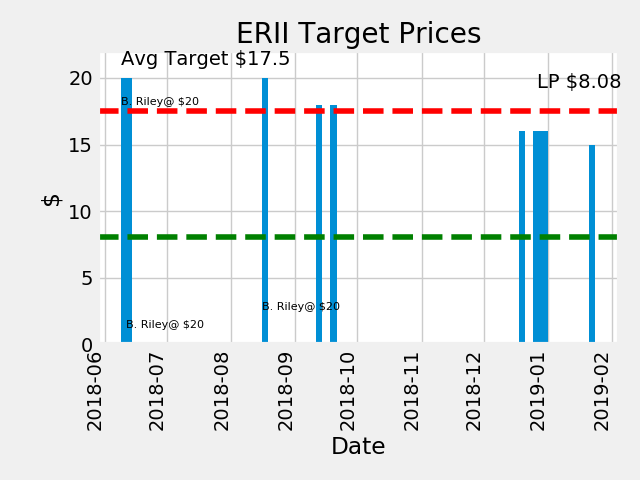 ERII Target Prices
Avg Target $17.5
LP $8.08
B. Riley@ $20
B. Riley@ $20
B. Riley@ $20
$
20
15
10
5
0
2018-06
2018-07
2018-08
2018-09
2018-10
2018-11
2018-12
2019-01
2019-02
Date